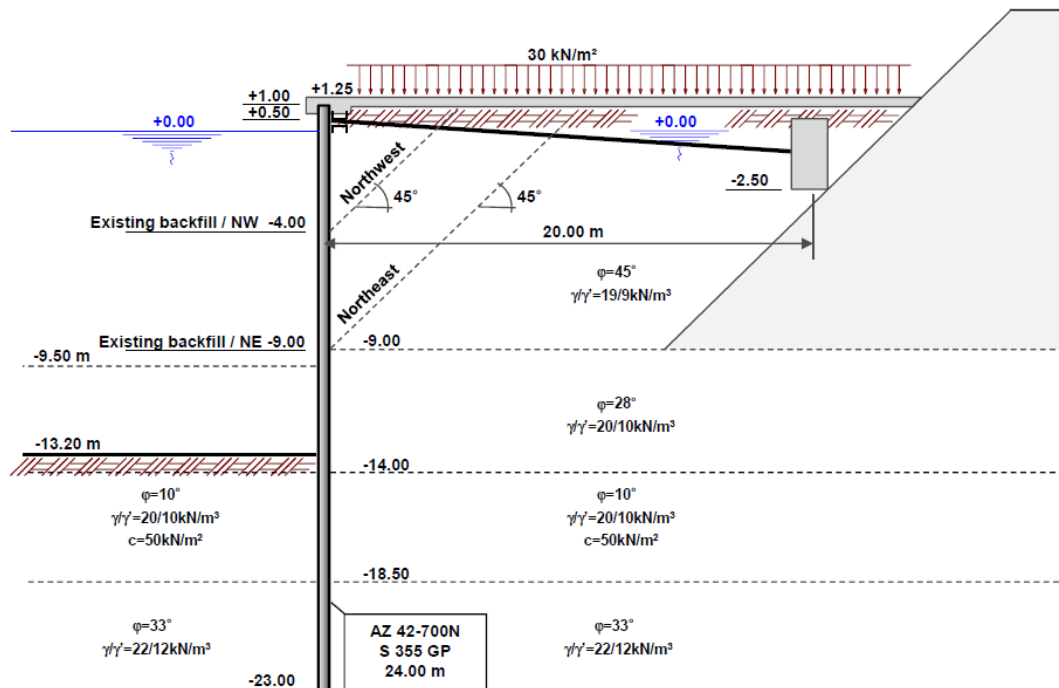 30 kN/m²
+1.25
+1.00
+0.50
+0.00
+0.00
Northwest
45°
45°
-2.50
Existing backfill / NW -4.00
20.00 m
Northeast
φ=45°
γ/γ'=19/9kN/m³
Existing backfill / NE -9.00
-9.00
-9.50 m
φ=28°
γ/γ'=20/10kN/m³
-13.20 m
-14.00
φ=10°
γ/γ'=20/10kN/m³
c=50kN/m²
φ=10°
γ/γ'=20/10kN/m³
c=50kN/m²
-18.50
φ=33°
γ/γ'=22/12kN/m³
AZ 42-700N
S 355 GP
24.00 m
φ=33°
γ/γ'=22/12kN/m³
-23.00